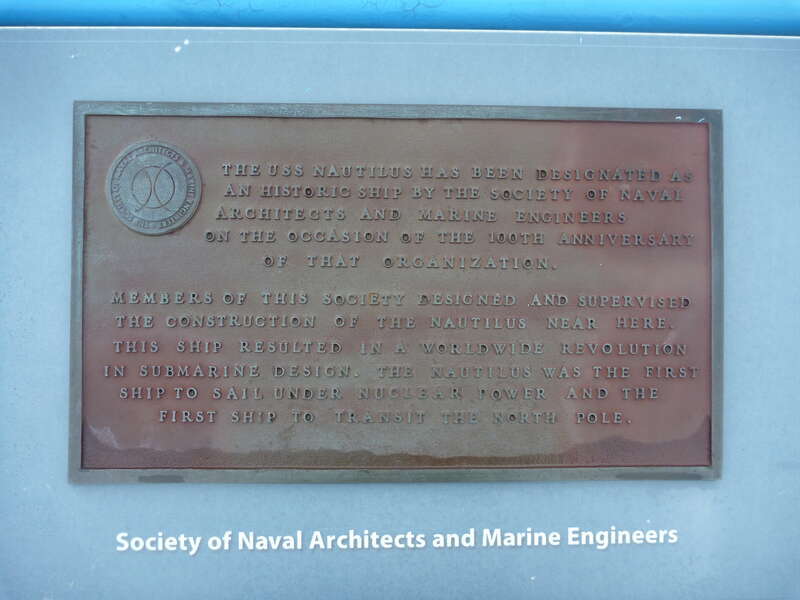 THE USS NAUTILUS HAS BEEN DESIGNATED AS
AN HISTORIC SHIP BY THE SOCIETY OF NAVAL
ARCHITECTS AND MARINE ENGINEERS
ON THE OCCASION OF THE 100TH ANNIVERSARY
OF THAT ORGANIZATION.
MEMBERS OF THIS SOCIETY DESIGNED AND SUPERVISED
THE CONSTRUCTION OF THE NAUTILUS NEAR HERE.
THIS SHIP RESULTED IN A WORLDWIDE REVOLUTION
IN SUBMARINE DESIGN. THE NAUTILUS WAS THE FIRST
SHIP TO SAIL UNDER NUCLEAR POWER AND THE
FIRST SHIP TO TRANSIT THE NORTH POLE.
Society of Naval Architects and Marine Engineers